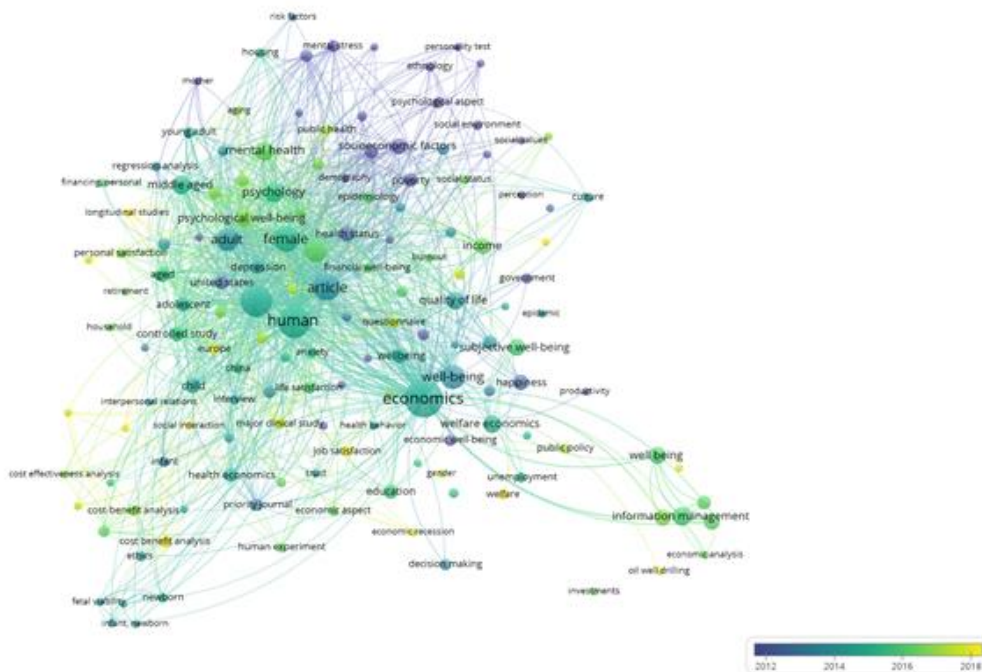 risk factors
mental stress
personality test
housing
ethnology
mother
psychological aspect
aging
public health
social environment
young adult
socioeconomic factors
social values
mental health
regression analysis
demography
poverty
social status
financing, personal
middle aged
psychology
epidemiology
perception
culture
longitudinal studies
psychological well-being
adult
female
health status
income
personal satisfaction
burnout
aged
depression
financial well-being
government
united states
retirement
article
quality of life
adolescent
epidemic
household
human
questionnaire
controlled study
europe
anxiety
wellbeing
subjective well-being
china
well-being
happiness
child
life satisfaction
productivity
interpersonal relations
interview
economics
social interaction
major clinical study
health behavior
welfare economics
economic well-being
public policy
infant
job satisfaction
well being
cost effectiveness analysis
health economics
trust
gender
unemployment
education
welfare
priority journal
cost-benefit analysis
economic aspect
information management
economic recession
cost benefit analysis
human experiment
ethics
economic analysis
decision making
oil well drilling
investments
newborn
fetal viability
infant, newborn
2012 2014 2016 2018